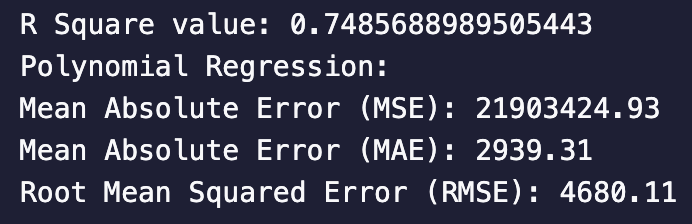 R Square value: 0.7485688989505443
Polynomial Regression:
Mean Absolute Error (MSE): 21903424.93
Mean Absolute Error (MAE): 2939.31
Root Mean Squared Error (RMSE): 4680.11